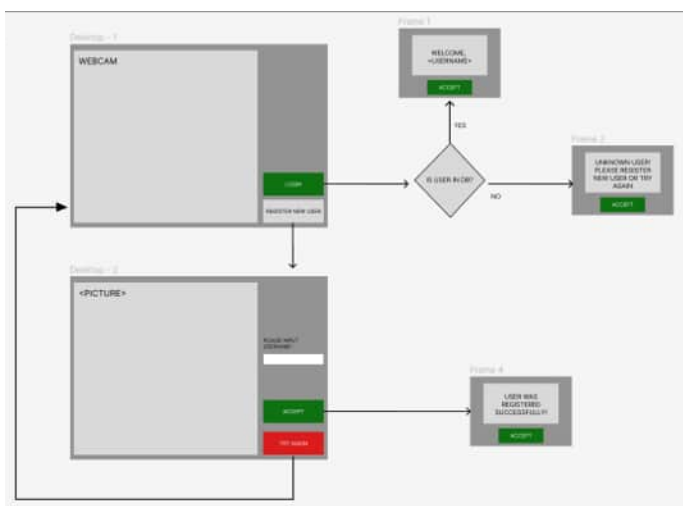 Desktop - 1
WEBCAM
LOGIN
REGISTER NEW USER
Frame 1
WELCOME,
<USERNAME>
ACCEPT
YES
IS USER IN DB?
NO
Frame 2
UNKNOWN USER!
PLEASE REGISTER
NEW USER OR TRY
AGAIN
ACCEPT
Desktop - 2
<PICTURE>
PLEASE INPUT
USERNAME:
ACCEPT
TRY AGAIN
Frame 4
USER WAS
REGISTERED
SUCCESSFULLY!
ACCEPT